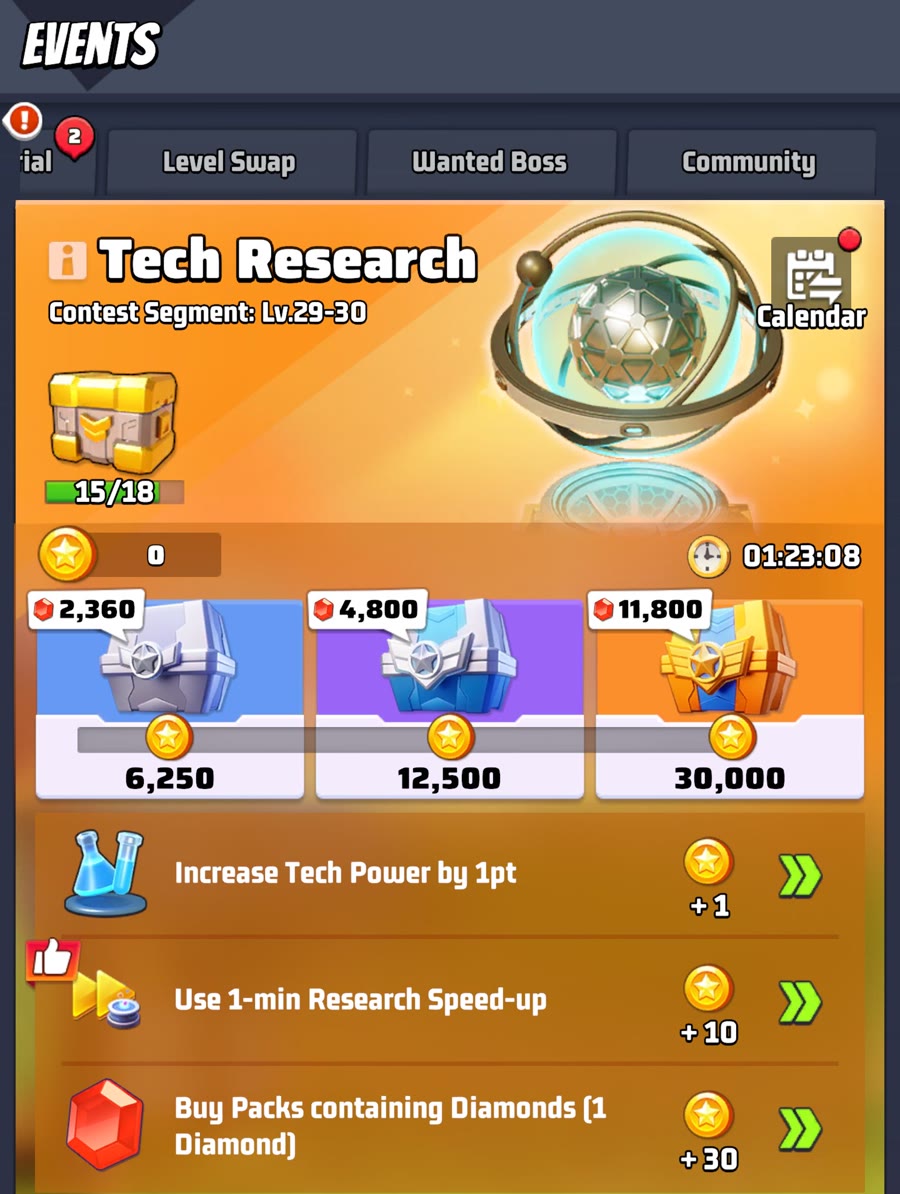 EVENTS
2
ial
Level Swap
Wanted Boss
Community
Tech Research
Contest Segment: Lv.29-30
Calendar
15/18
0
01:23:08
2,360
4,800
11,800
6,250
12,500
30,000
Increase Tech Power by 1pt
+1
Use 1-min Research Speed-up
+10
Buy Packs containing Diamonds (1
Diamond)
+30